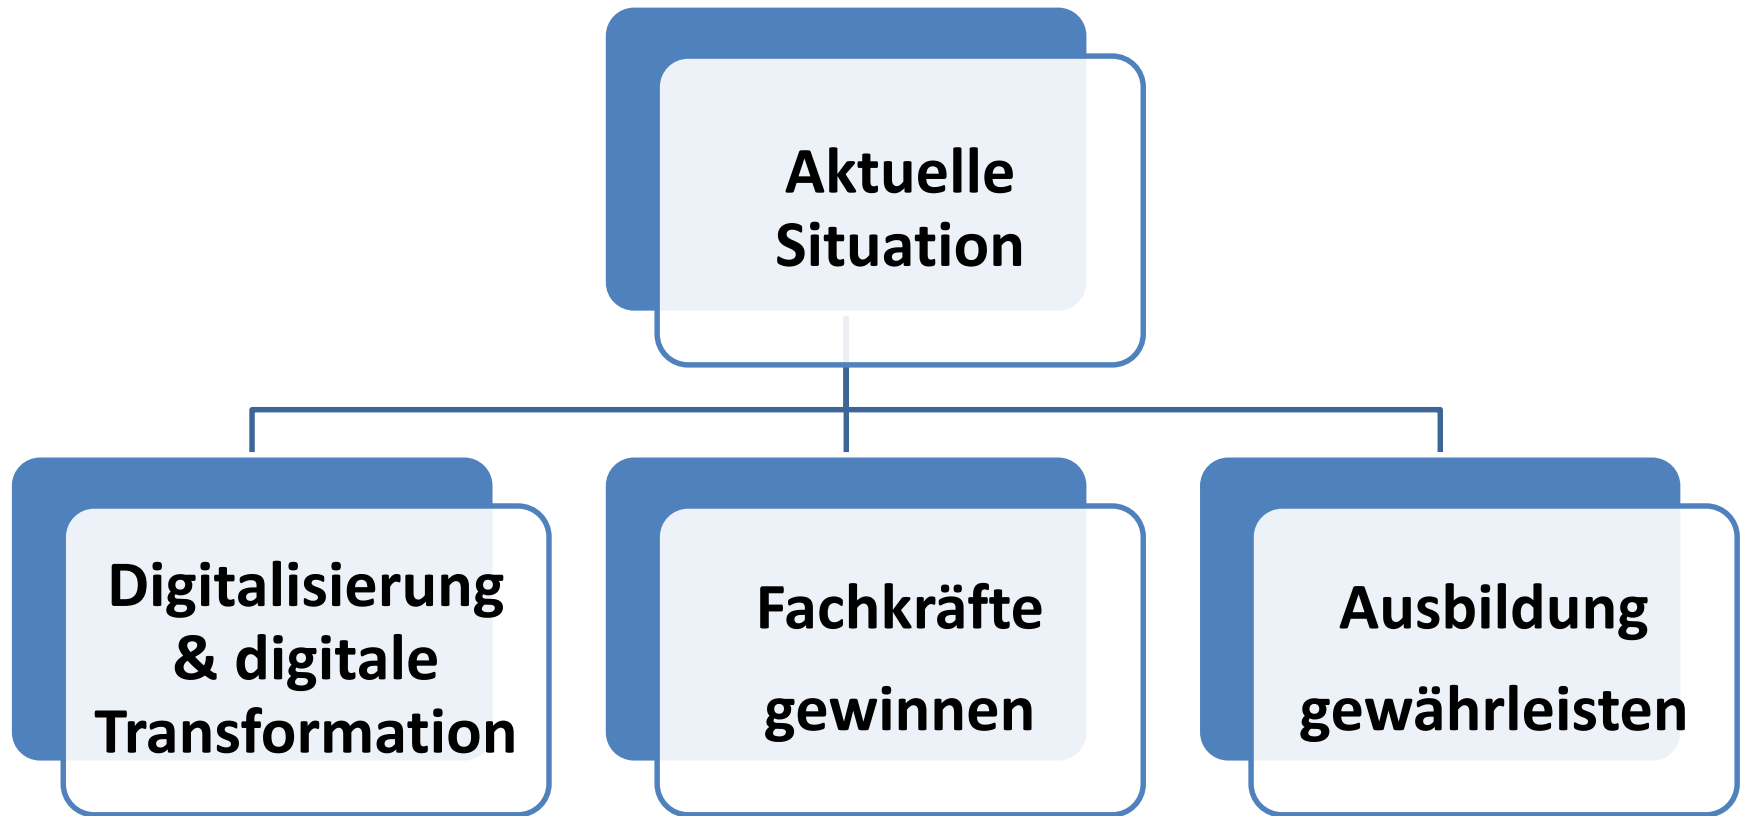 Aktuelle
Situation
Digitalisierung
& digitale
Transformation
Fachkräfte
gewinnen
Ausbildung
gewährleisten